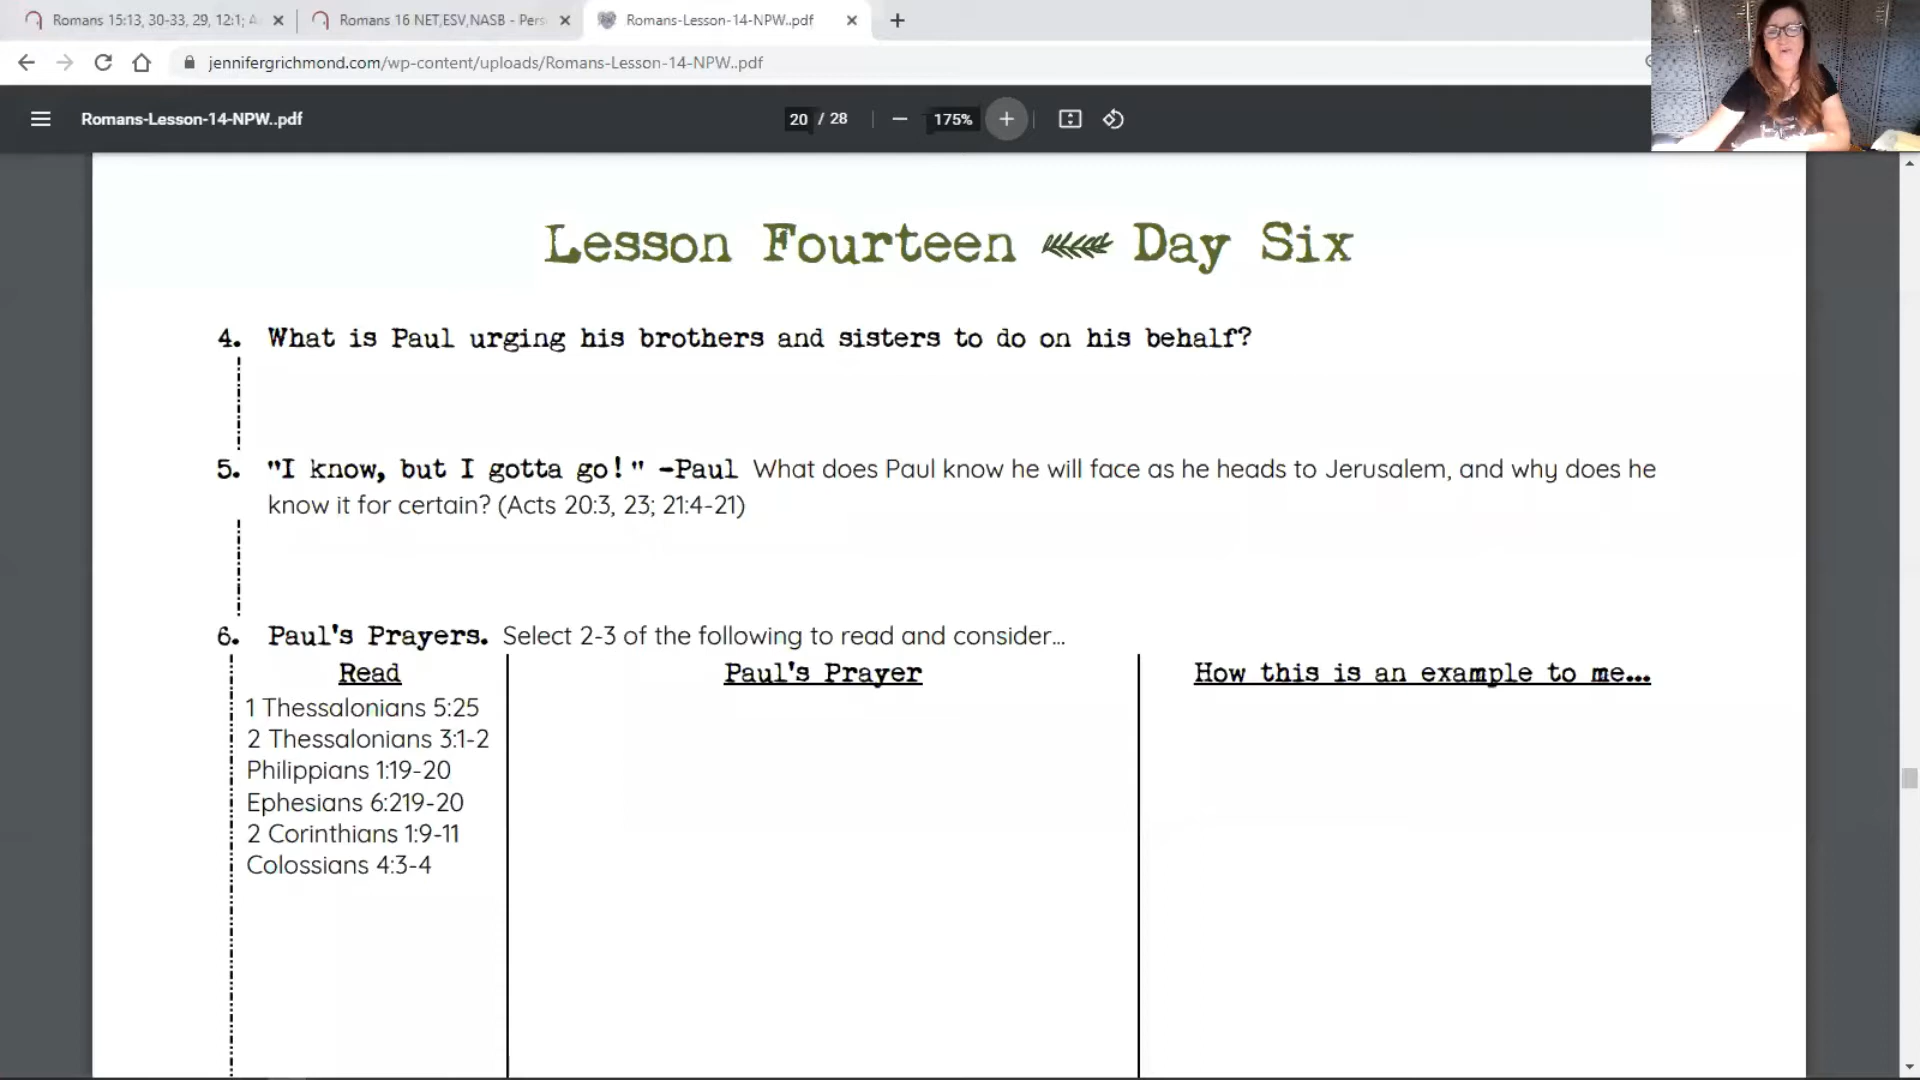 Romans 15:13, 30-33, 29, 12:1;
Romans 16 NET,ESV,NASB - Pers
Romans-Lesson-14-NPW..pdf
jennifergrichmond.com/wp-content/uploads/Romans-Lesson-14-NPW..pdf
Romans-Lesson-14-NPW..pdf
20 / 28
175%
Lesson Fourteen Day Six
4. What is Paul urging his brothers and sisters to do on his behalf?
5. "I know, but I gotta go!" -Paul What does Paul know he will face as he heads to Jerusalem, and why does he
know it for certain? (Acts 20:3, 23; 21:4-21)
6. Paul's Prayers. Select 2-3 of the following to read and consider...
Read
1 Thessalonians 5:25
2 Thessalonians 3:1-2
Philippians 1:19-20
Ephesians 6:219-20
2 Corinthians 1:9-11
Colossians 4:3-4
Paul's Prayer
How this is an example to me...